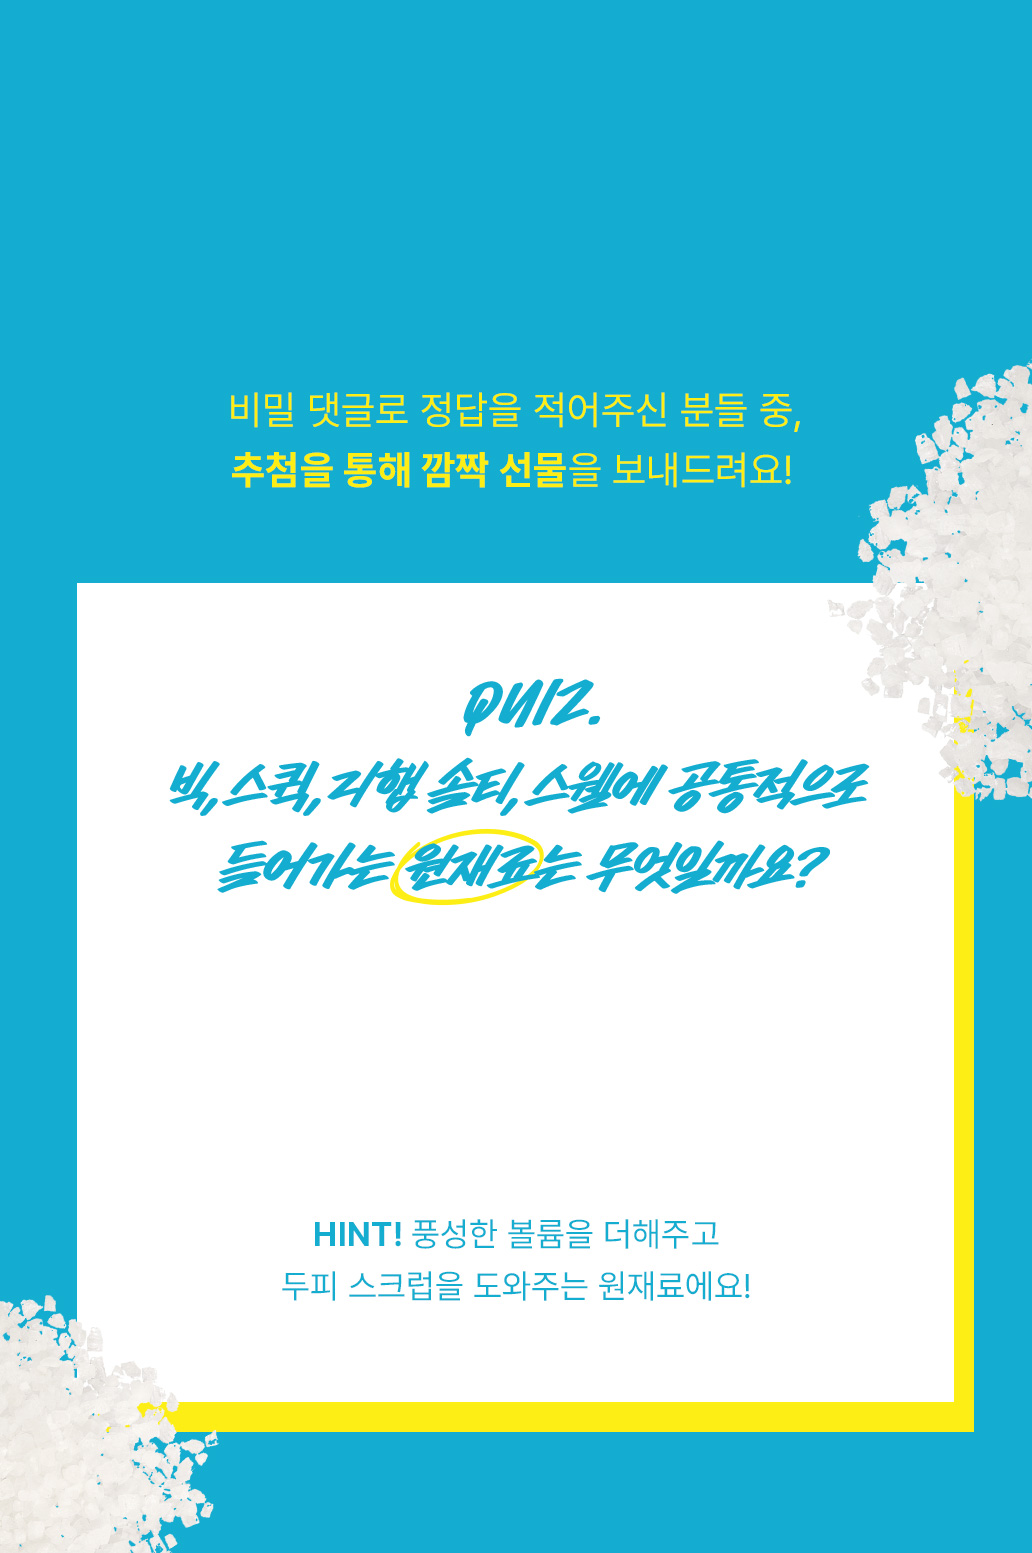 비밀 댓글로 정답을 적어주신 분들 중,
추첨을 통해 깜짝 선물을 보내드려요!
QUIZ.
빅, 스쿽, 리햅 솔티, 스웰에 공통적으로
들어가는 원재료는 무엇일까요?
HINT! 풍성한 볼륨을 더해주고
두피 스크럽을 도와주는 원재료에요!